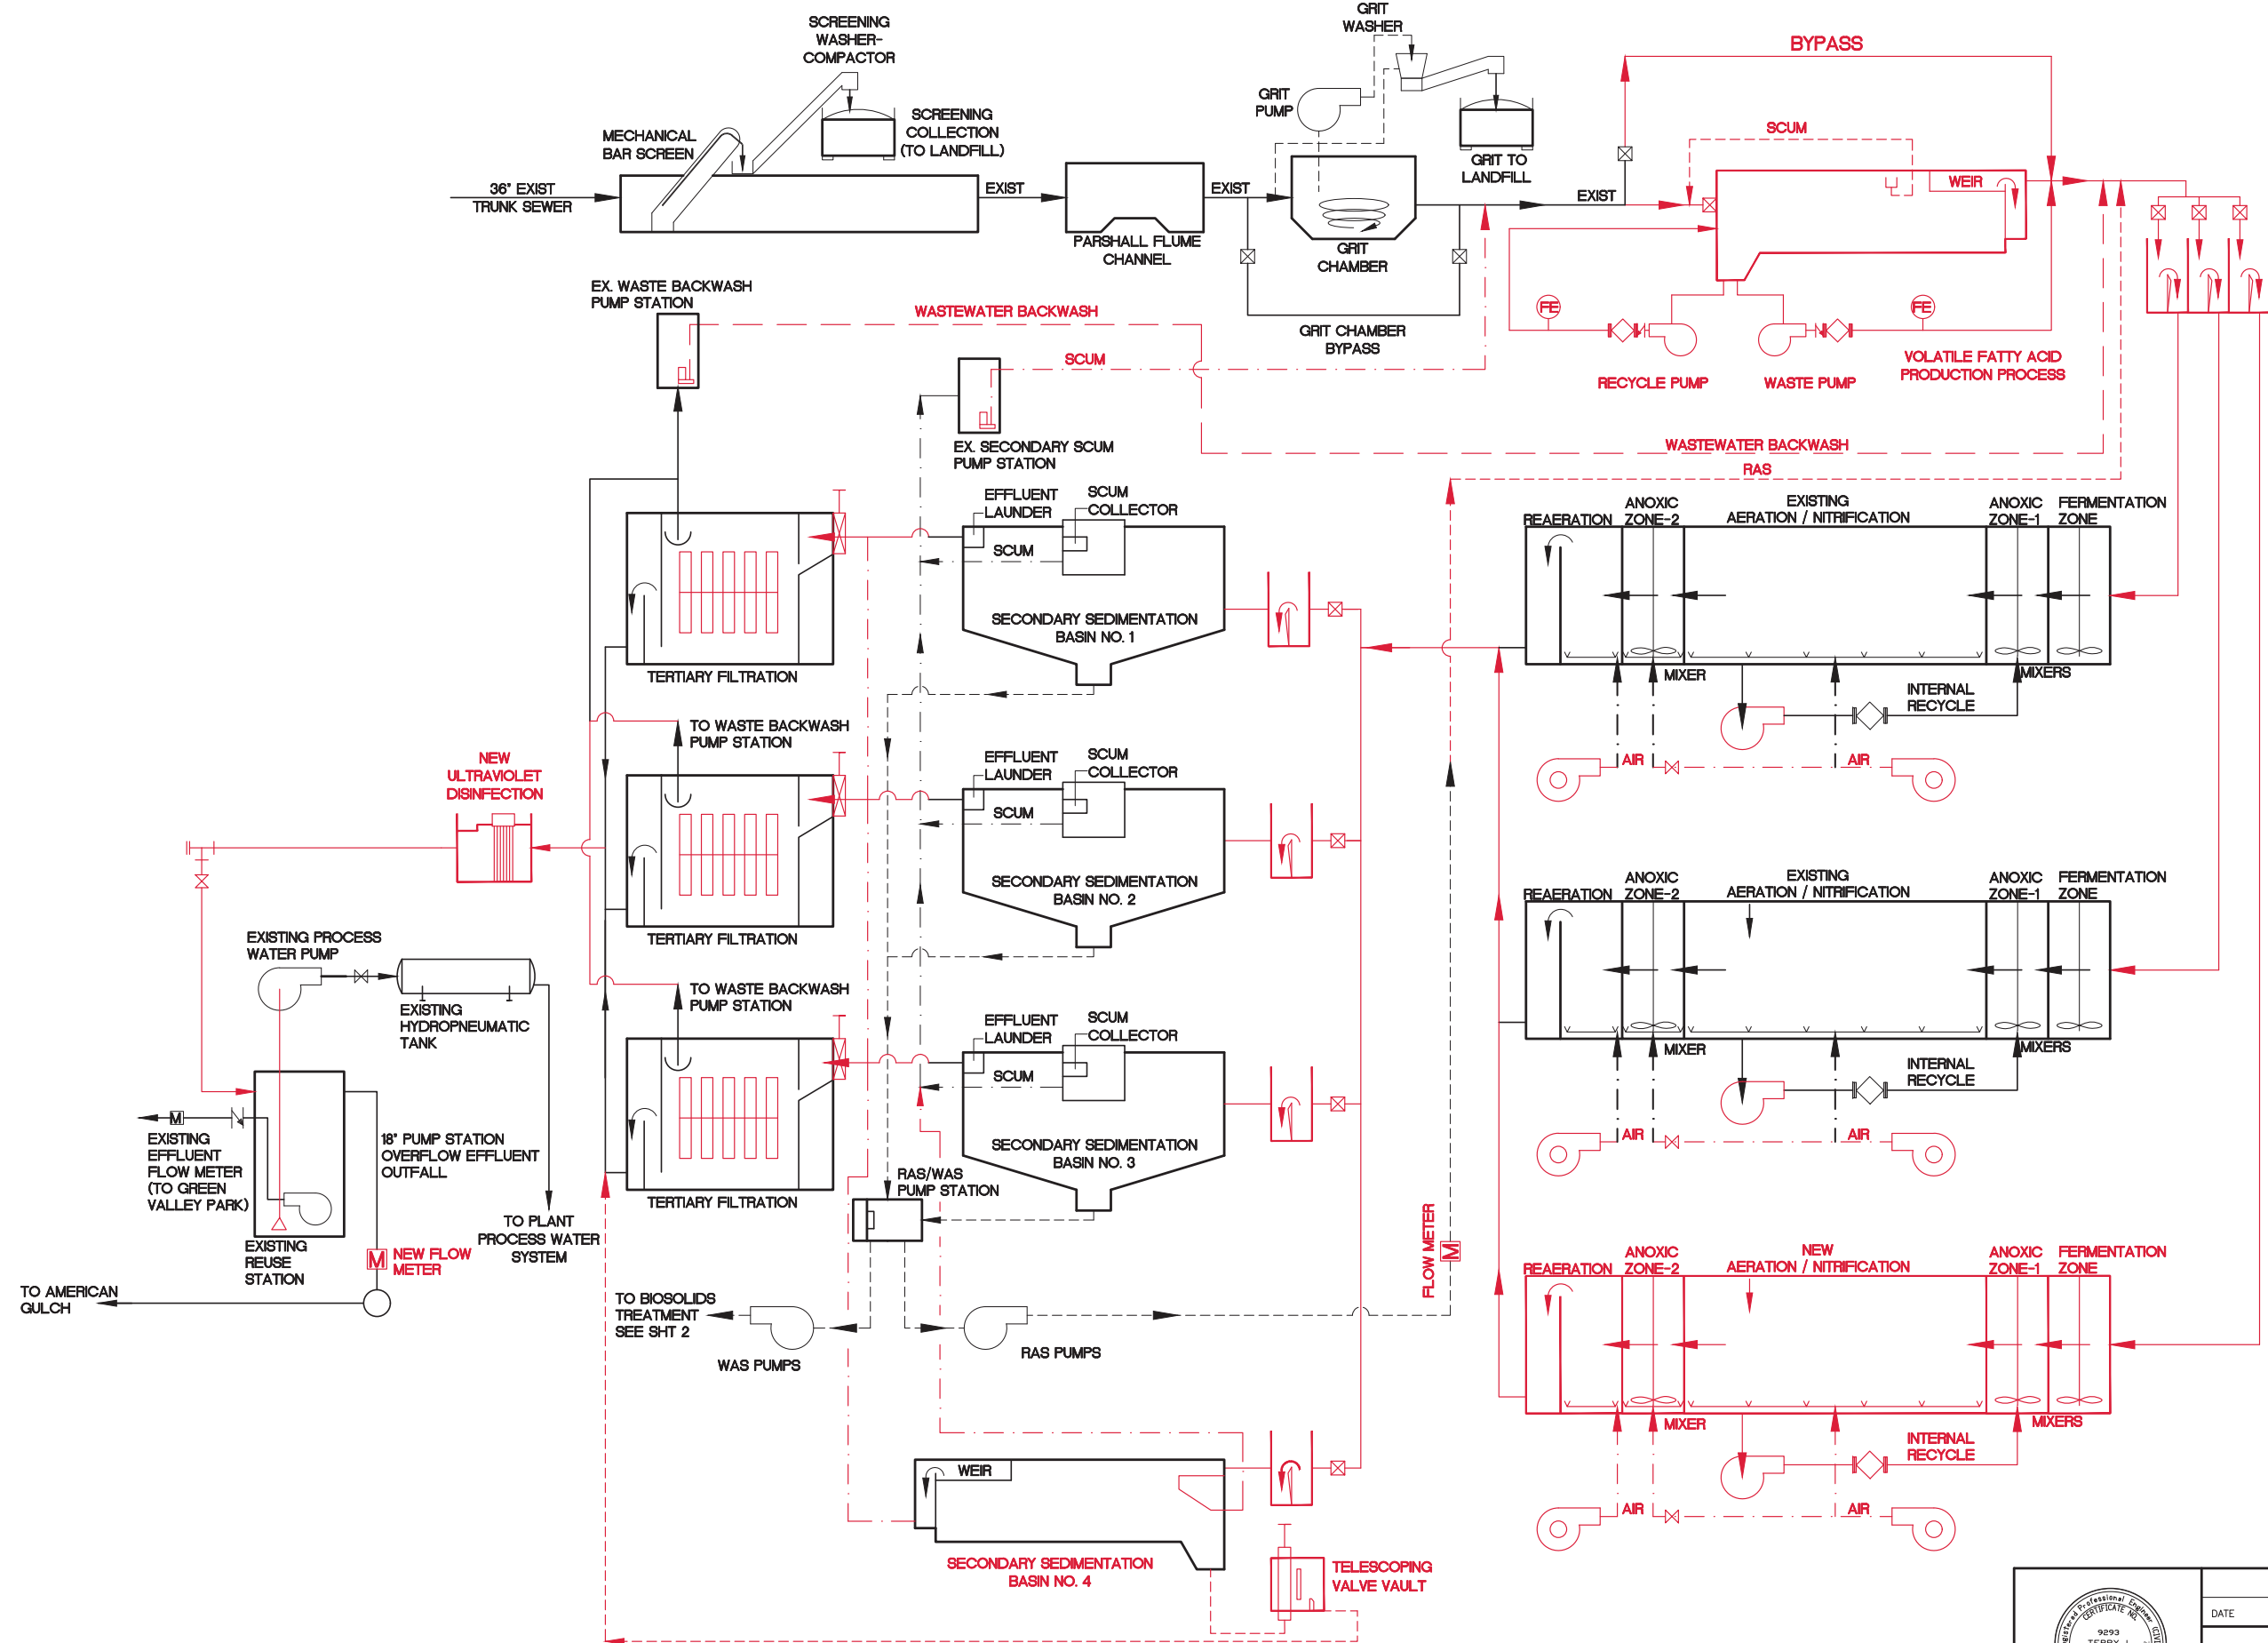 SCREENING
WASHER-
COMPACTOR
SCREENING
COLLECTION
(TO LANDFILL)
MECHANICAL
BAR SCREEN
36" EXIST
TRUNK SEWER
EXIST
PARSHALL FLUME
CHANNEL
EXIST
GRIT
WASHER
GRIT
PUMP
GRIT TO
LANDFILL
GRIT
CHAMBER
GRIT CHAMBER
BYPASS
EXIST
BYPASS
SCUM
WEIR
FE
FE
RECYCLE PUMP
WASTE PUMP
VOLATILE FATTY ACID
PRODUCTION PROCESS
EX. WASTE BACKWASH
PUMP STATION
WASTEWATER BACKWASH
SCUM
EX. SECONDARY SCUM
PUMP STATION
WASTEWATER BACKWASH
RAS
EFFLUENT
LAUNDER
SCUM
COLLECTOR
SCUM
SECONDARY SEDIMENTATION
BASIN NO. 1
TERTIARY FILTRATION
REAERATION
ANOXIC
ZONE-2
EXISTING
AERATION / NITRIFICATION
ANOXIC
ZONE-1
FERMENTATION
ZONE
MIXER
MIXERS
INTERNAL
RECYCLE
AIR
AIR
TO WASTE BACKWASH
PUMP STATION
EFFLUENT
LAUNDER
SCUM
COLLECTOR
SCUM
SECONDARY SEDIMENTATION
BASIN NO. 2
TERTIARY FILTRATION
NEW
ULTRAVIOLET
DISINFECTION
REAERATION
ANOXIC
ZONE-2
EXISTING
AERATION / NITRIFICATION
ANOXIC
ZONE-1
FERMENTATION
ZONE
MIXER
MIXERS
INTERNAL
RECYCLE
AIR
AIR
EXISTING PROCESS
WATER PUMP
EXISTING
HYDROPNEUMATIC
TANK
TO WASTE BACKWASH
PUMP STATION
EFFLUENT
LAUNDER
SCUM
COLLECTOR
SCUM
SECONDARY SEDIMENTATION
BASIN NO. 3
TERTIARY FILTRATION
M
EXISTING
EFFLUENT
FLOW METER
(TO GREEN
VALLEY PARK)
18" PUMP STATION
OVERFLOW EFFLUENT
OUTFALL
EXISTING
REUSE
STATION
M
NEW FLOW
METER
TO PLANT
PROCESS WATER
SYSTEM
TO AMERICAN
GULCH
RAS/WAS
PUMP STATION
TO BIOSOLIDS
TREATMENT
SEE SHT 2
WAS PUMPS
RAS PUMPS
FLOW METER
M
REAERATION
ANOXIC
ZONE-2
NEW
AERATION / NITRIFICATION
ANOXIC
ZONE-1
FERMENTATION
ZONE
MIXER
MIXERS
INTERNAL
RECYCLE
AIR
AIR
WEIR
SECONDARY SEDIMENTATION
BASIN NO. 4
TELESCOPING
VALVE VAULT
Professional Engineer
CERTIFICATE NO.
9293
DATE